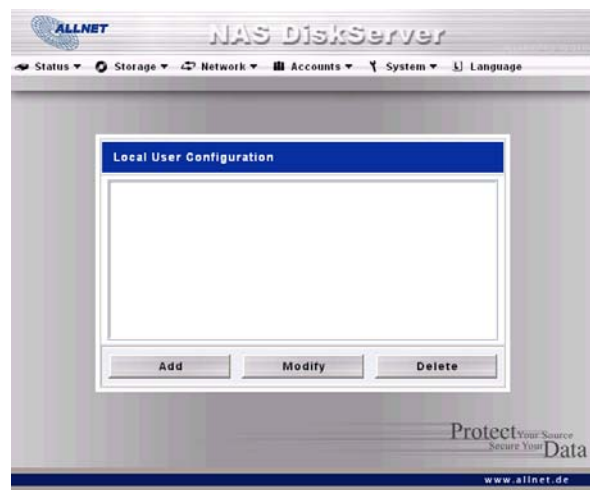 ALLNET
NAS DiskServer
Status Storage Network Accounts System Language
Local User Configuration
Add Modify Delete
Protect Your Source
Secure Your Data
www.allnet.de